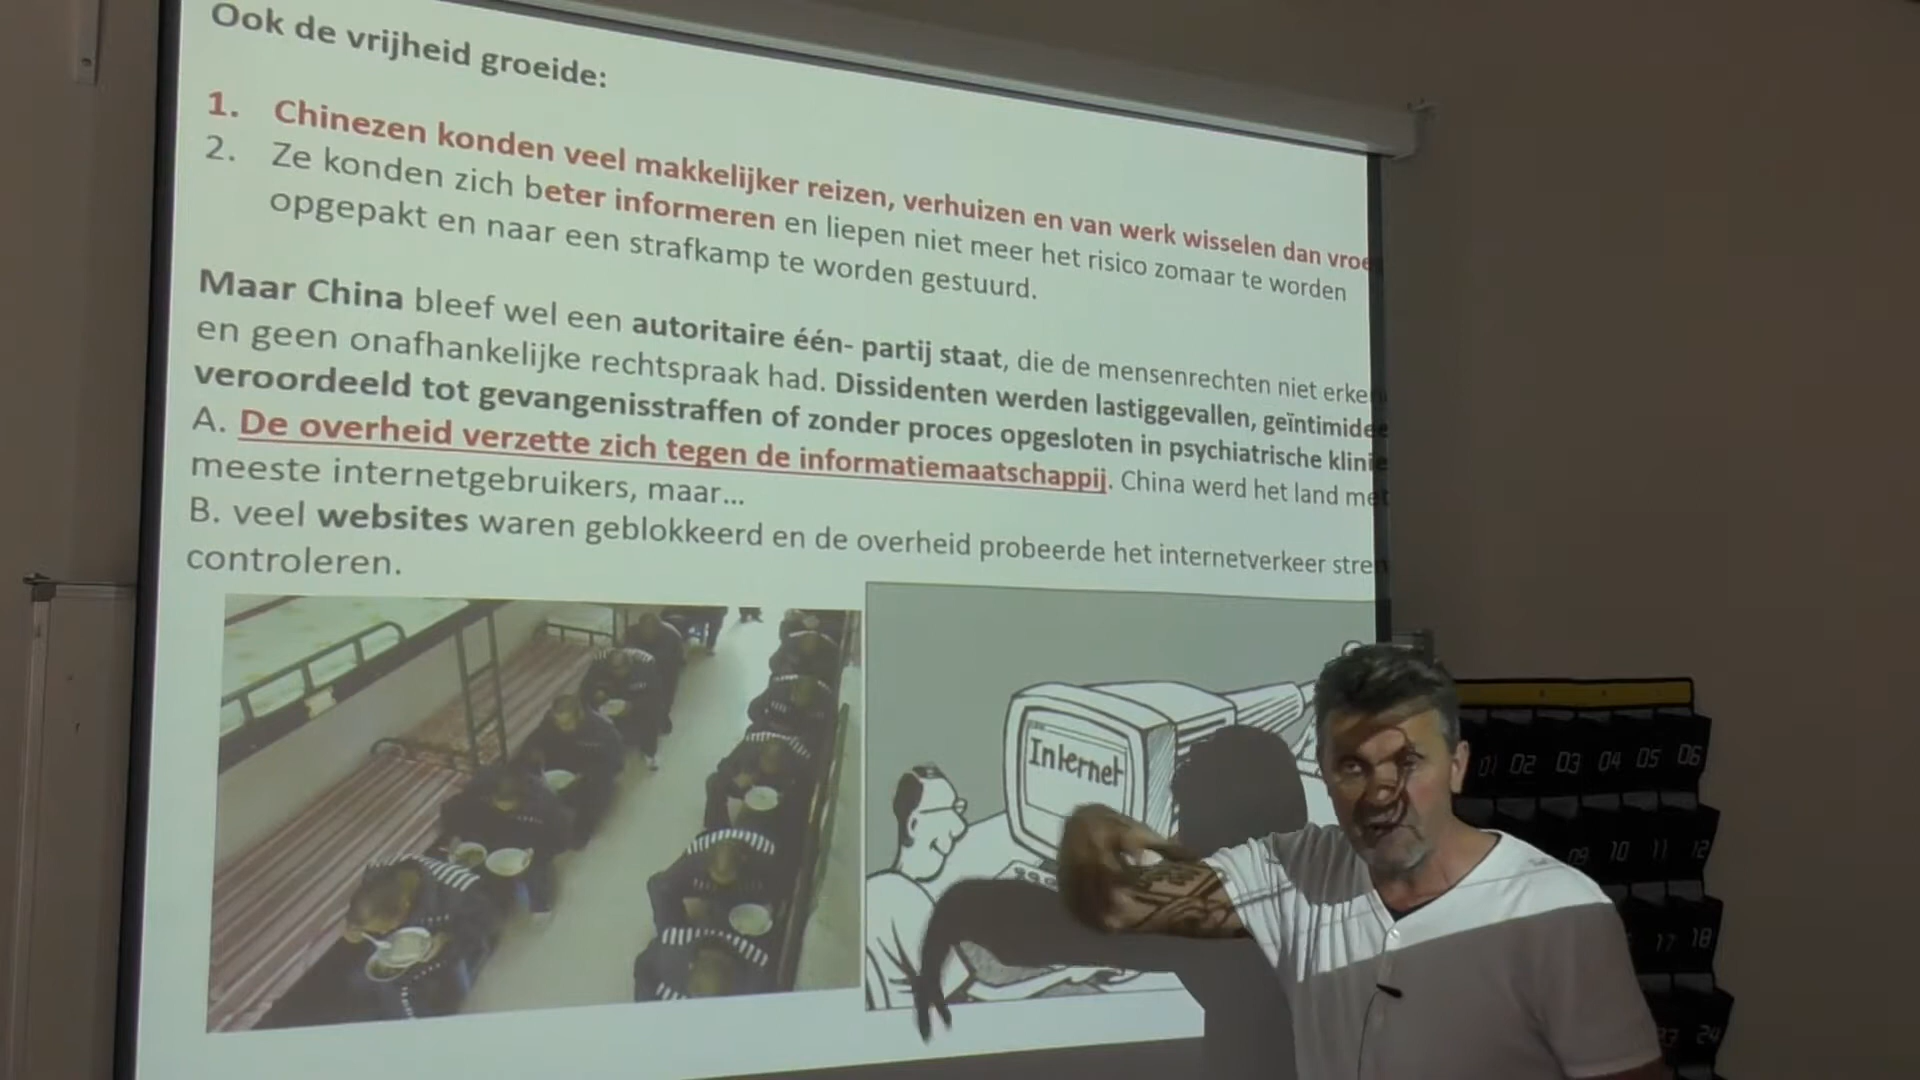 Ook de vrijheid groeide:
1. Chinezen konden veel makkelijker reizen, verhuizen en van werk wisselen dan
2. Ze konden zich beter informeren en liepen niet meer het risico zomaar te worden
opgepakt en naar een strafkamp te worden gestuurd.
Maar China bleef wel een autoritaire één- partij staat, die de mensenrechten niet
en geen onafhankelijke rechtspraak had. Dissidenten werden lastiggevallen,
veroordeeld tot gevangenisstraffen of zonder proces opgesloten in psychiatrische
A. De overheid verzette zich tegen de informatiemaatschappij. China werd het land
meeste internetgebruikers, maar...
B. veel websites waren geblokkeerd en de overheid probeerde het internetverkeer
controleren.
Internet
01 02 03 04 05 06
09 10 11 12
17 18
24